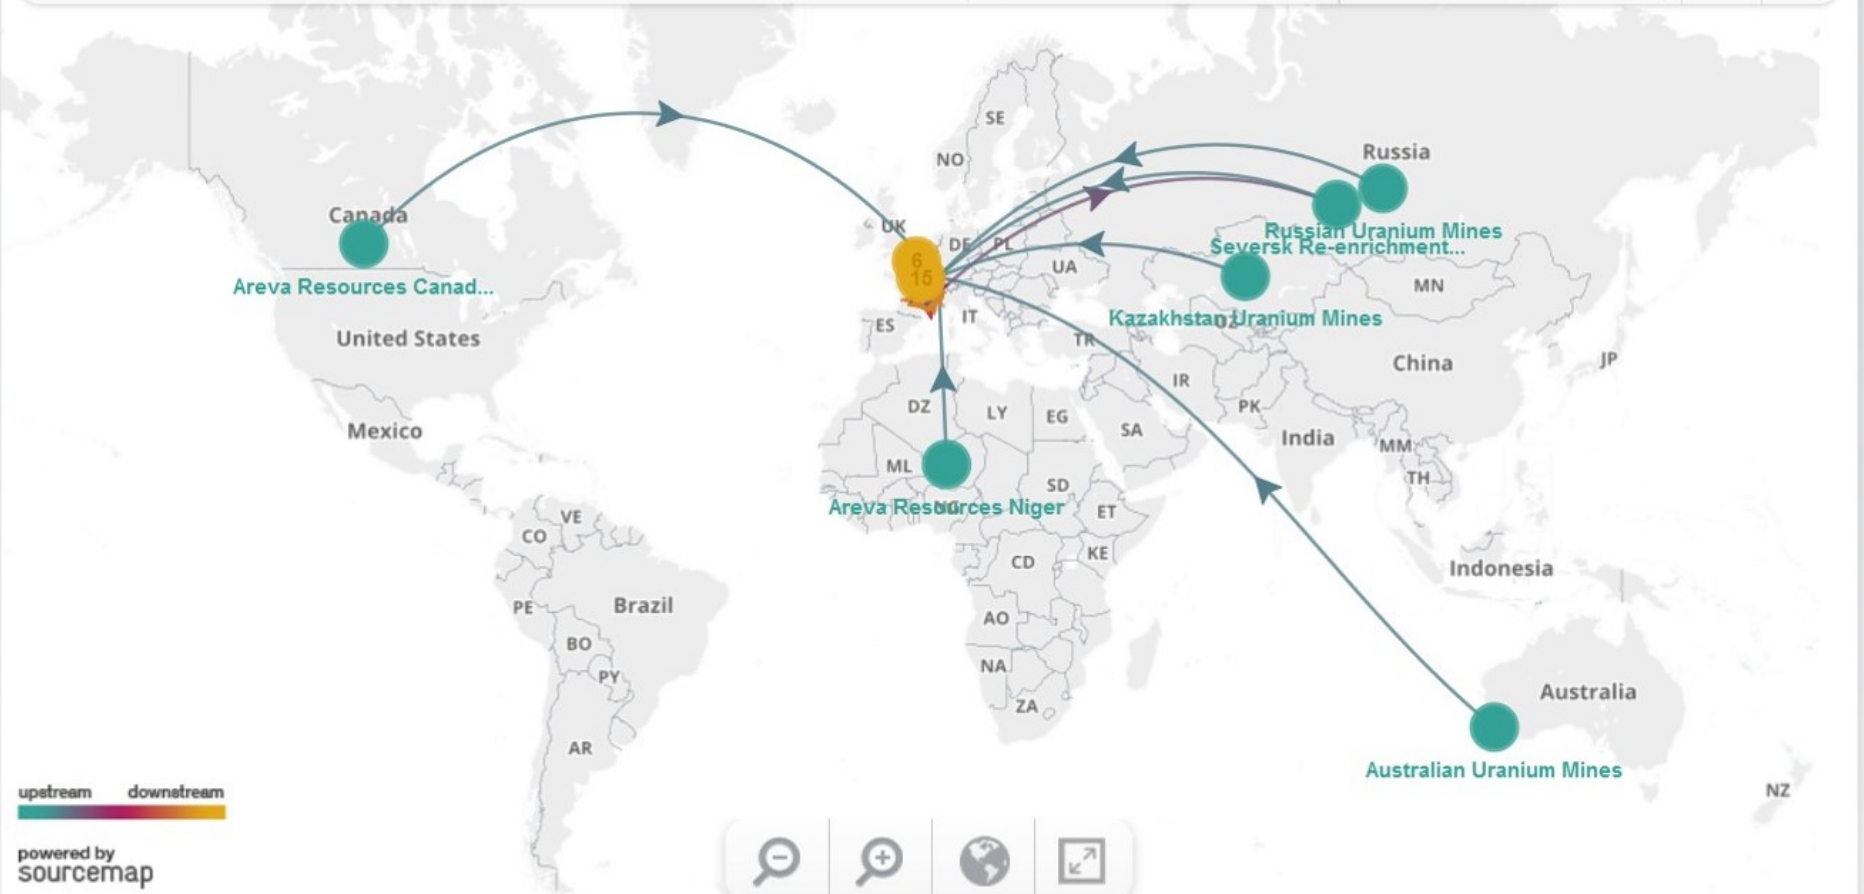 SE
NO
Russia
Canada
UK
DE
PL
Russian Uranium Mines
Seversk Re-enrichment...
6
15
UA
MN
Areva Resources Canad...
Kazakhstan Uranium Mines
ES
IT
United States
TR
JP
China
IR
DZ
LY
EG
PK
SA
Mexico
India
MM
ML
TH
SD
Areva Resources Niger
ET
VE
CO
KE
CD
Indonesia
PE
Brazil
AO
BO
NA
PY
Australia
ZA
AR
Australian Uranium Mines
NZ
upstream downstream
powered by
sourcemap